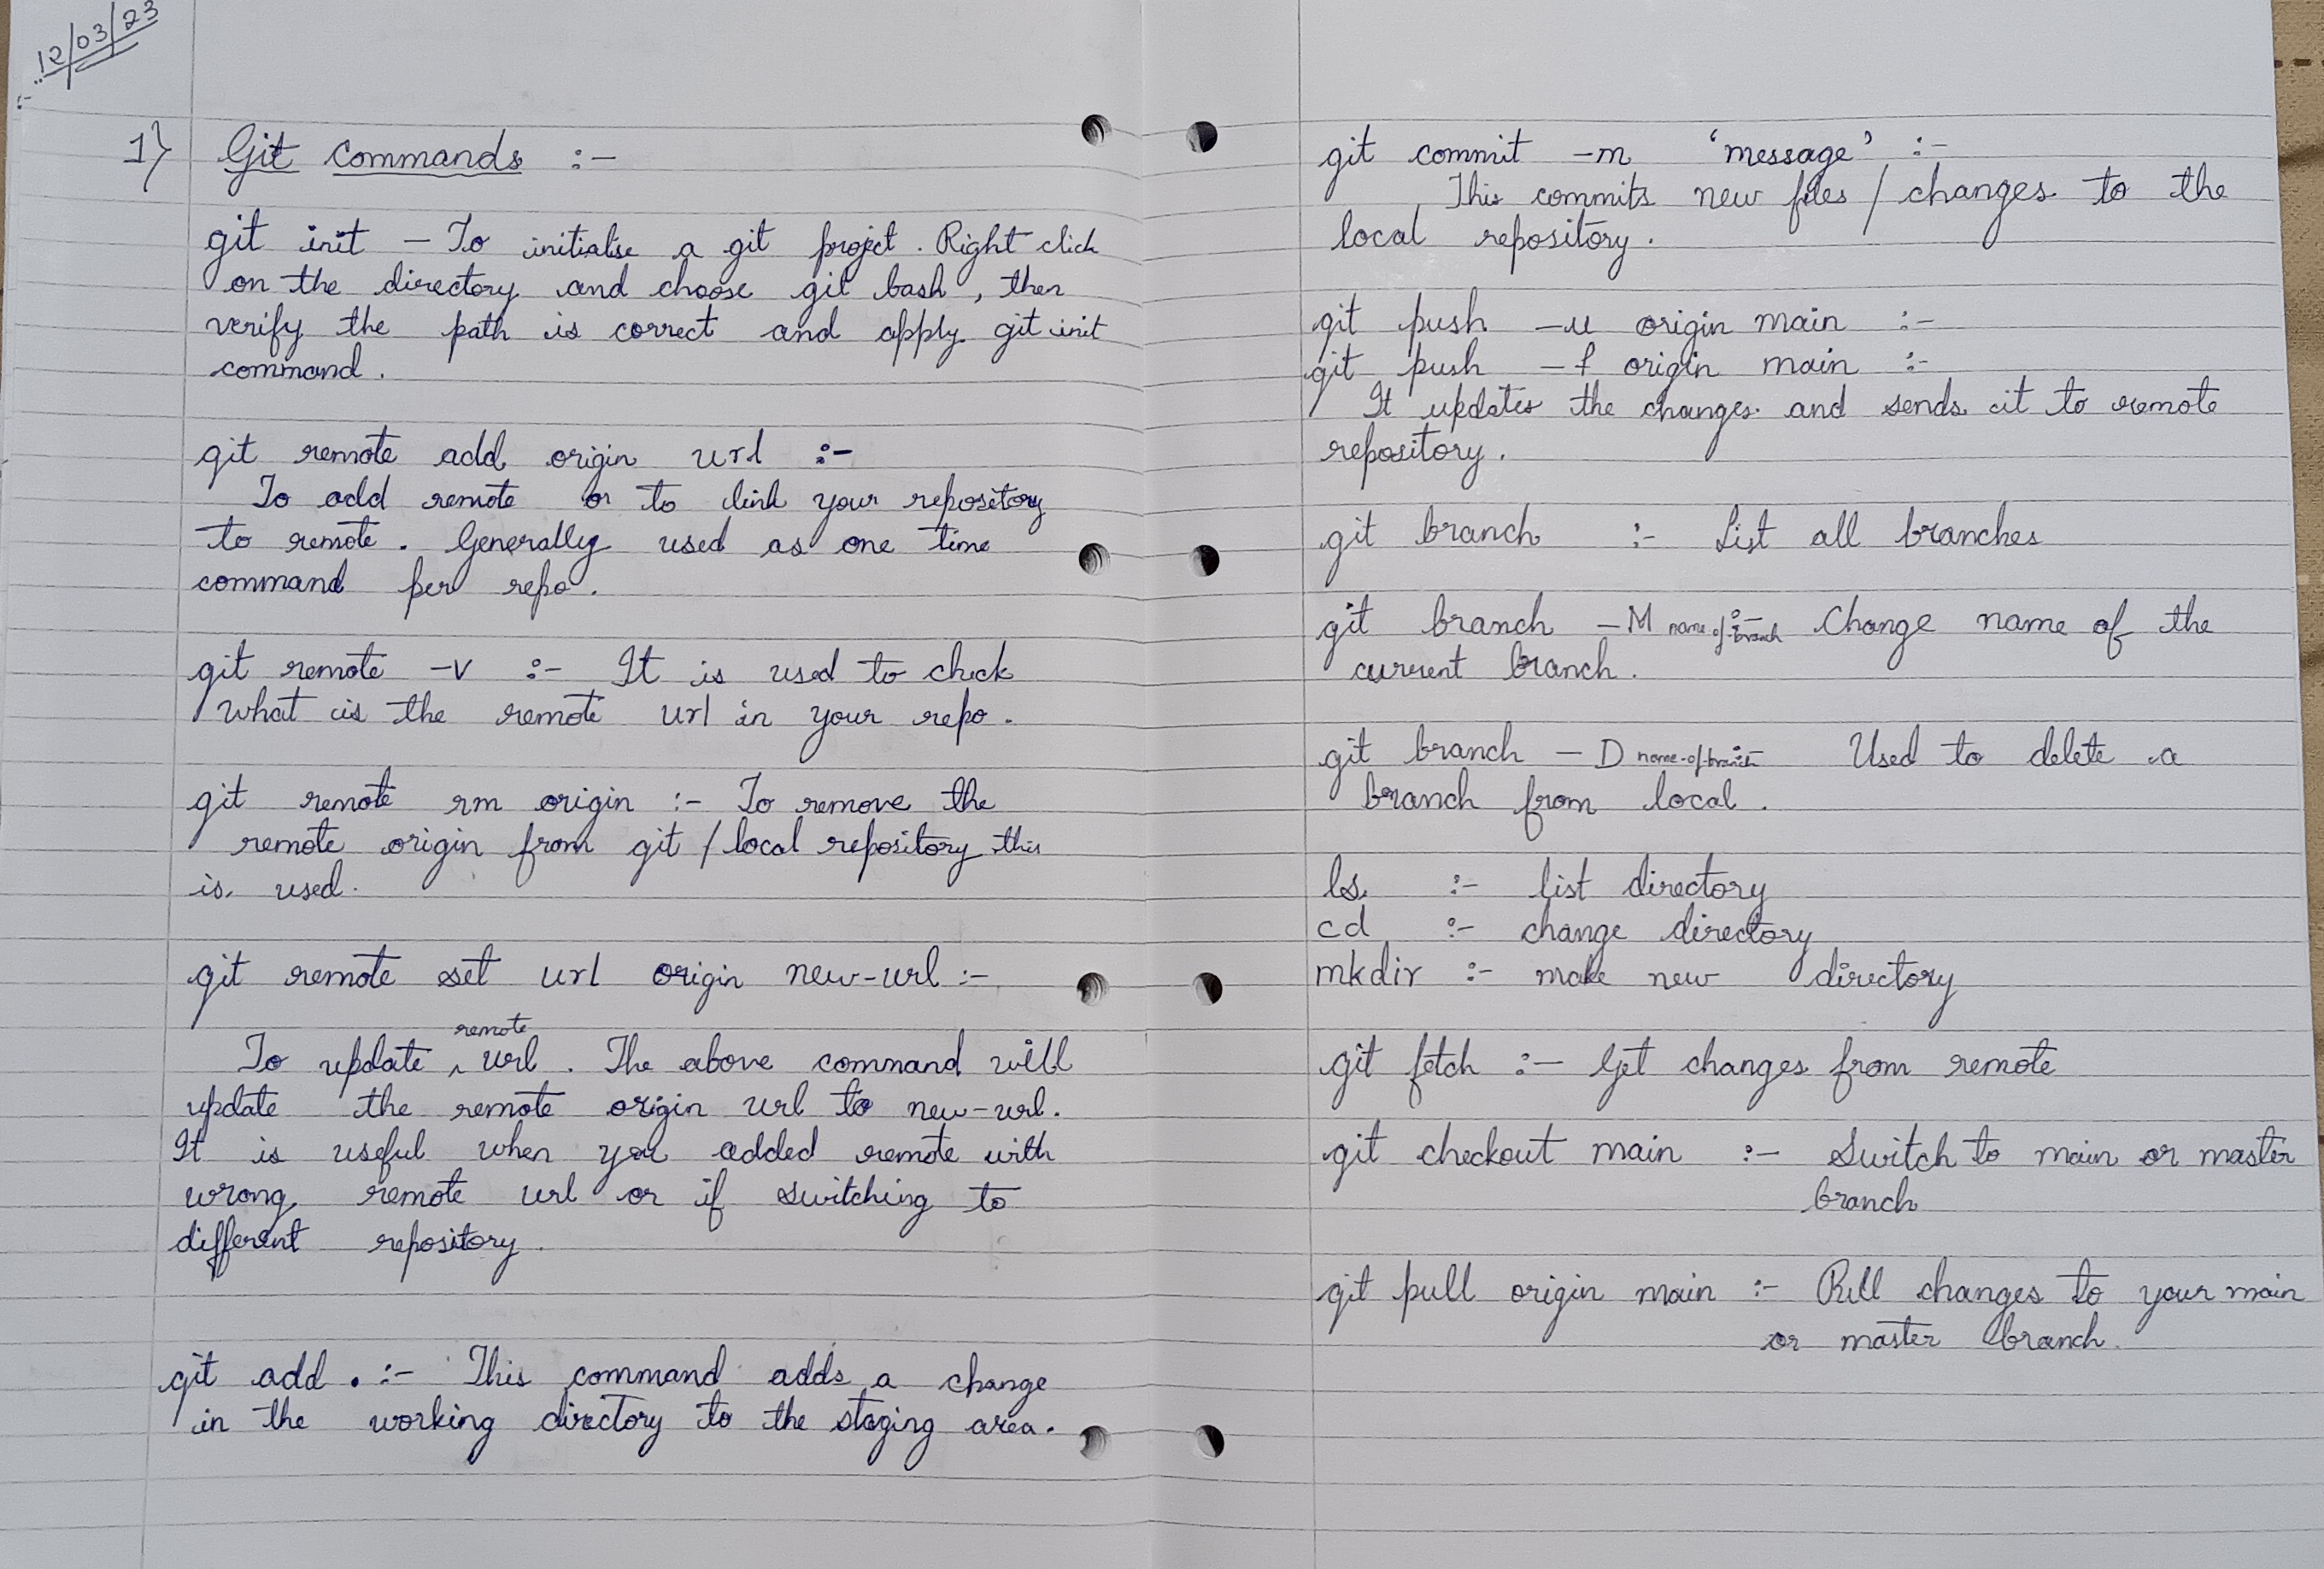 12/03/23
1} Git commands :-
git init - To initialise a git project. Right click
on the directory and choose git bash, then
verify the path is correct and apply git init
command.
git remote add origin url :-
To add remote or to link your repository
to remote. Generally used as one time
command per repo.
git remote -v :- It is used to check
what is the remote url in your repo.
git remote rm origin :- To remove the
remote origin from git / local repository this
is used.
git remote set url origin new-url :-
To update ^ remote url. The above command will
update the remote origin url to new-url.
It is useful when you added remote with
wrong remote url or if switching to
different repository.
git add . :- This command adds a change
in the working directory to the staging area.
git commit -m 'message' :-
This commits new files / changes to the
local repository.
git push -u origin main :-
git push -f origin main :-
It updates the changes and sends it to remote
repository.
git branch :- List all branches
git branch -M name-of-branch :- Change name of the
current branch.
git branch -D name-of-branch :- Used to delete a
branch from local.
ls :- list directory
cd :- change directory
mkdir :- make new directory
git fetch :- Get changes from remote
git checkout main :- Switch to main or master
branch
git pull origin main :- Pull changes to your main
or master branch.